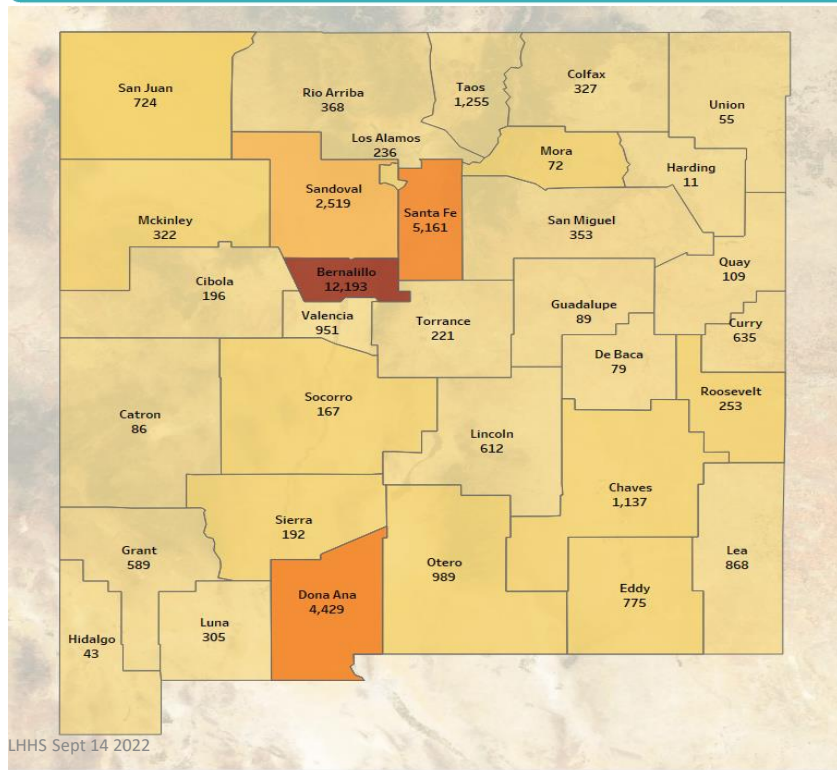 San Juan
724
Rio Arriba
368
Taos
1,255
Colfax
327
Union
55
Los Alamos
236
Mora
72
Harding
11
Sandoval
2,519
Santa Fe
5,161
San Miguel
353
Mckinley
322
Quay
109
Cibola
196
Bernalillo
12,193
Valencia
951
Torrance
221
Guadalupe
89
Curry
635
De Baca
79
Roosevelt
253
Catron
86
Socorro
167
Lincoln
612
Chaves
1,137
Sierra
192
Grant
589
Otero
989
Lea
868
Dona Ana
4,429
Eddy
775
Luna
305
Hidalgo
43
LHHS Sept 14 2022